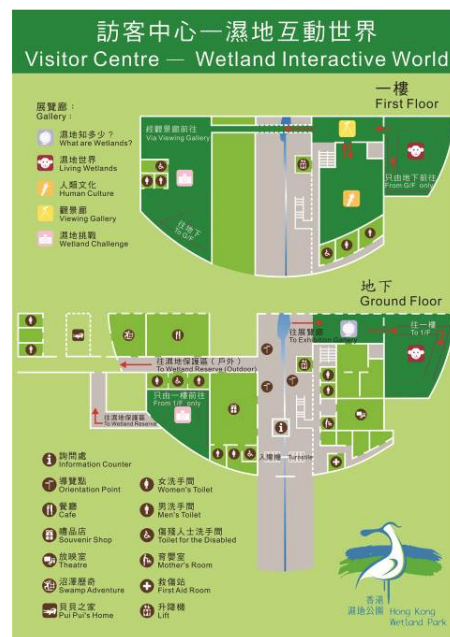 訪客中心—濕地互動世界
Visitor Centre — Wetland Interactive World
展覽廊：
Gallery：
濕地知多少？
What are Wetlands?
濕地世界
Living Wetlands
人類文化
Human Culture
觀景廊
Viewing Gallery
濕地挑戰
Wetland Challenge
一樓
First Floor
經觀景廊前往
Via Viewing Gallery
只由地下前往
From G/F only
往地下
To G/F
地下
Ground Floor
往展覽廊
To Exhibition Gallery
往一樓
To 1/F
往濕地保護區（戶外）
To Wetland Reserve (Outdoor)
只由一樓前往
From 1/F only
往濕地保護區
To Wetland Reserve
入閘機 Turnstile
詢問處
Information Counter
導覽點
Orientation Point
餐廳
Cafe
禮品店
Souvenir Shop
放映室
Theatre
沼澤歷奇
Swamp Adventure
貝貝之家
Pui Pui's Home
女洗手間
Women's Toilet
男洗手間
Men's Toilet
傷殘人士洗手間
Toilet for the Disabled
育嬰室
Mother's Room
救傷站
First Aid Room
升降機
Lift
香港
濕地公園
Hong Kong
Wetland Park